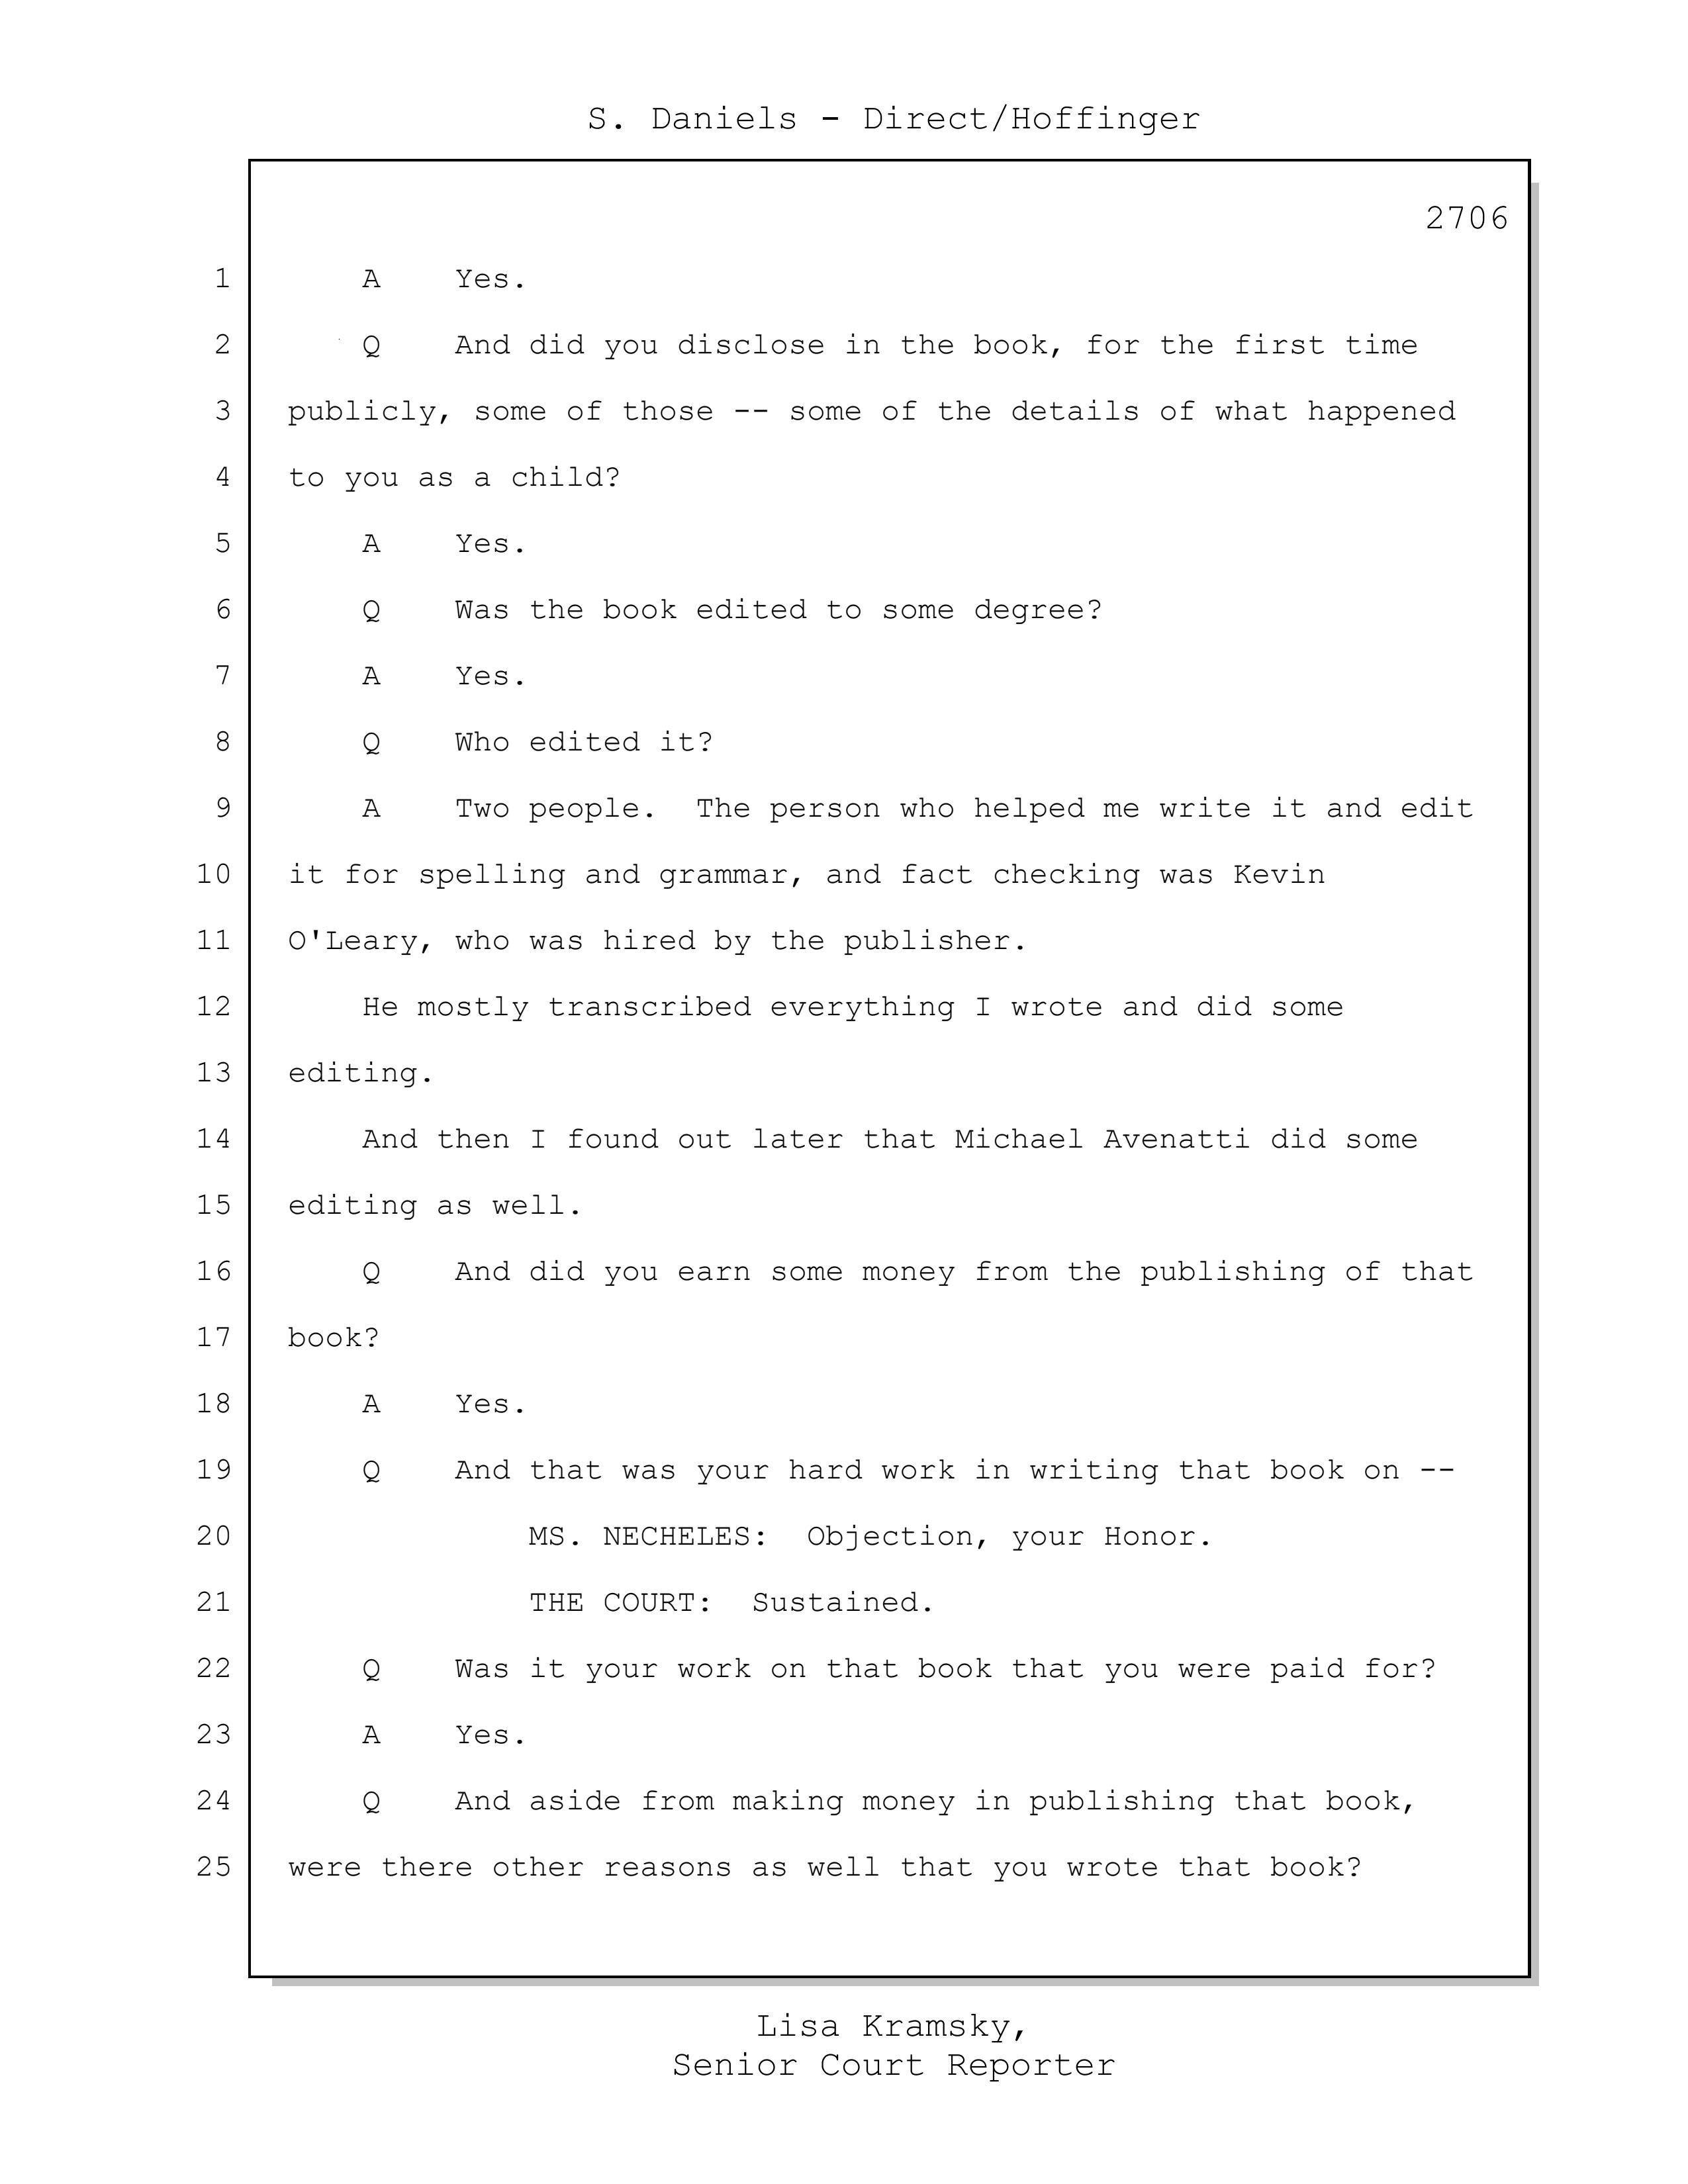 S. Daniels - Direct/Hoffinger
2706
1 A Yes.
2 Q And did you disclose in the book, for the first time
3 publicly, some of those -- some of the details of what happened
4 to you as a child?
5 A Yes.
6 Q Was the book edited to some degree?
7 A Yes.
8 Q Who edited it?
9 A Two people. The person who helped me write it and edit
10 it for spelling and grammar, and fact checking was Kevin
11 O'Leary, who was hired by the publisher.
12 He mostly transcribed everything I wrote and did some
13 editing.
14 And then I found out later that Michael Avenatti did some
15 editing as well.
16 Q And did you earn some money from the publishing of that
17 book?
18 A Yes.
19 Q And that was your hard work in writing that book on --
20 MS. NECHELES: Objection, your Honor.
21 THE COURT: Sustained.
22 Q Was it your work on that book that you were paid for?
23 A Yes.
24 Q And aside from making money in publishing that book,
25 were there other reasons as well that you wrote that book?
Lisa Kramsky,
Senior Court Reporter